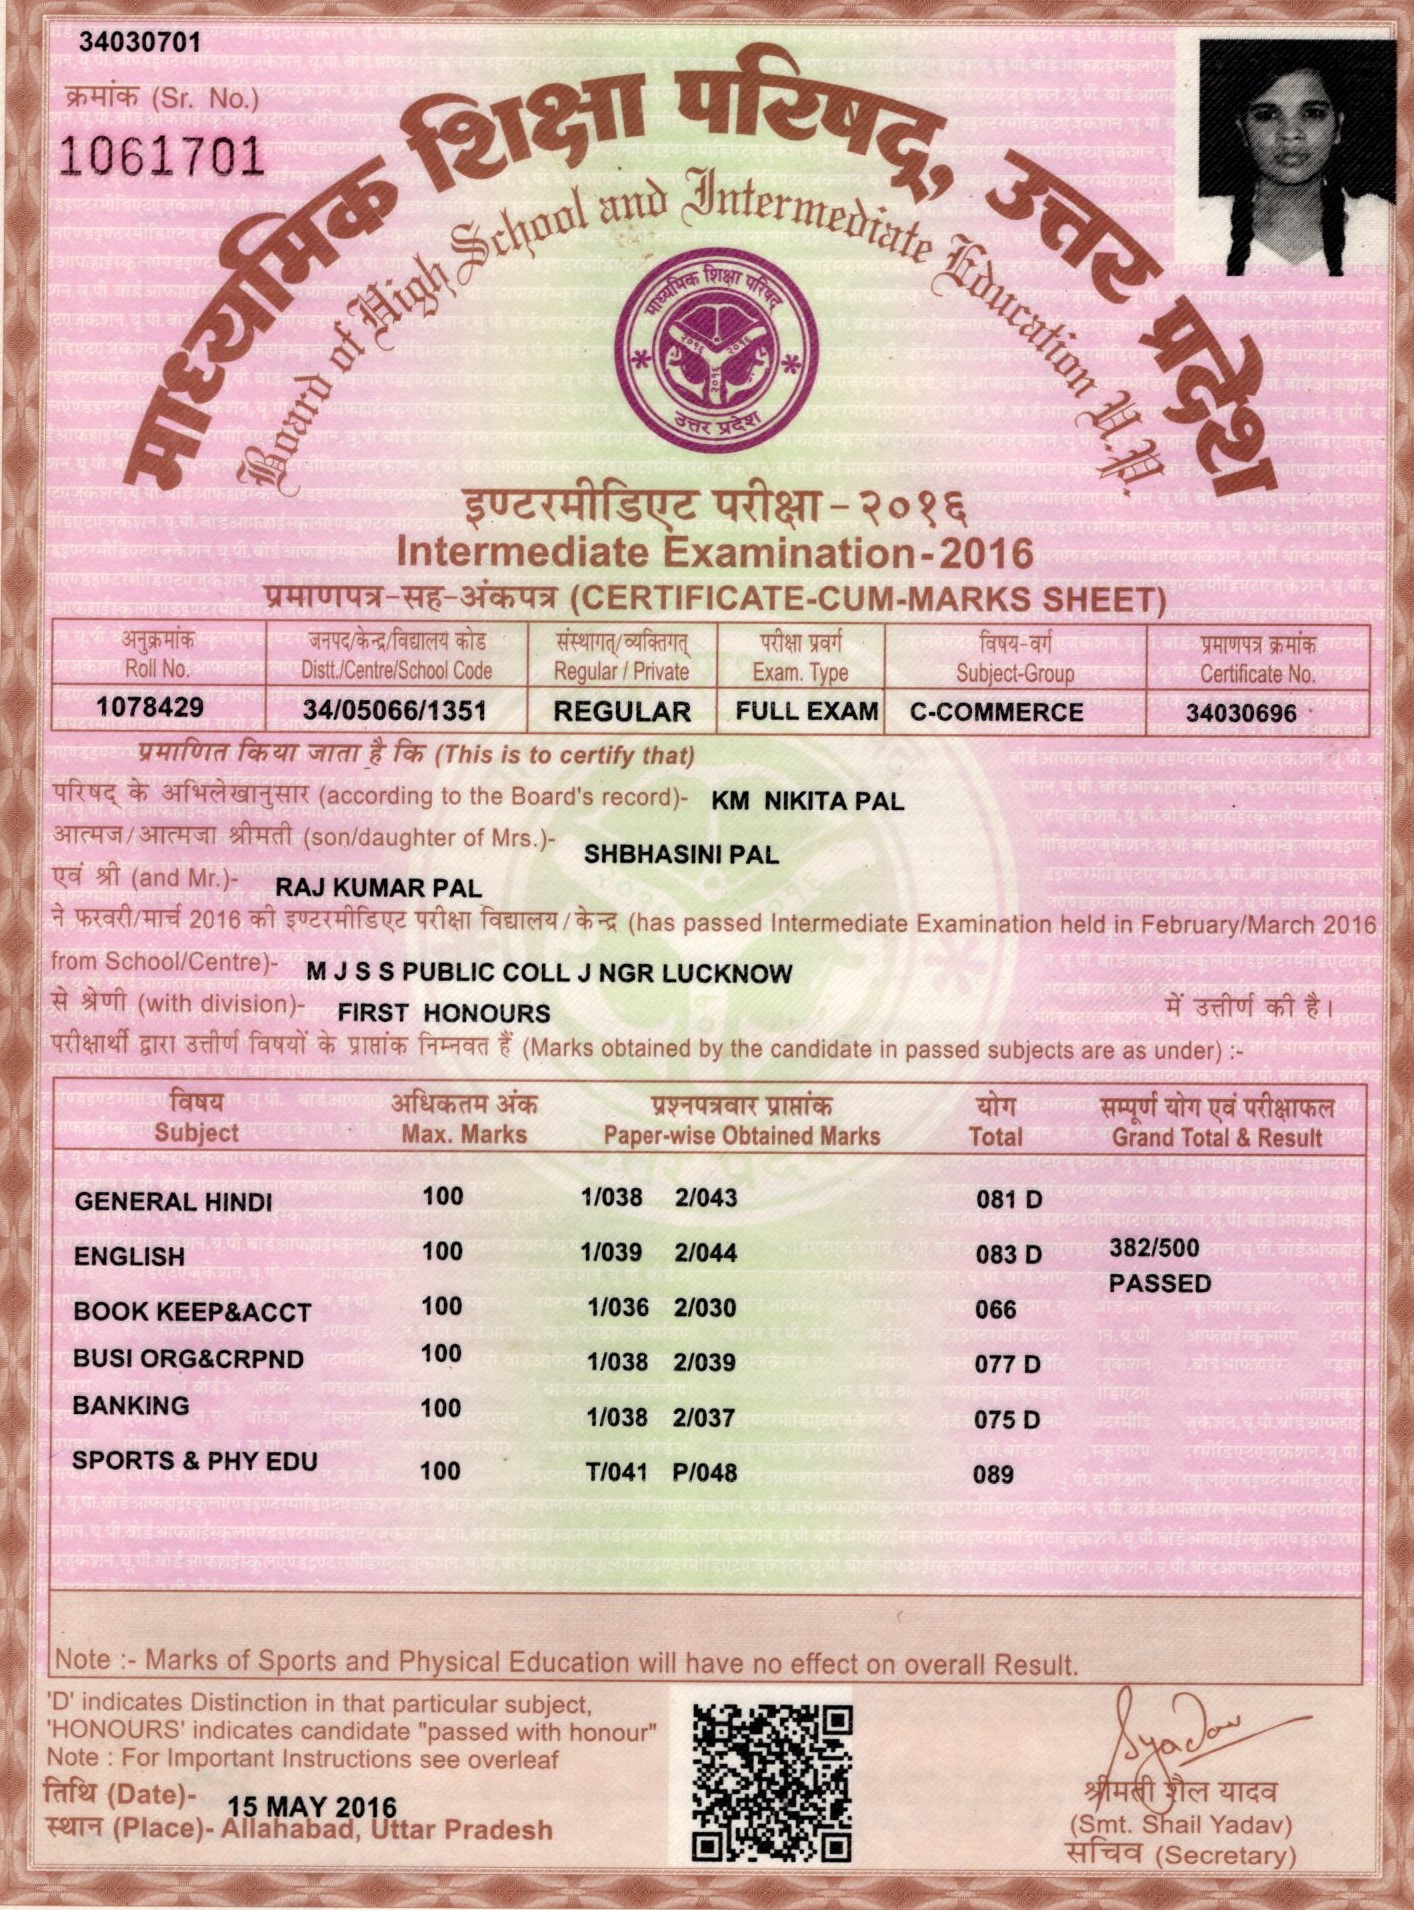 34030701
क्रमांक (Sr. No.)
1061701
माध्यमिक शिक्षा परिषद्, उत्तर प्रदेश
Board of High School and Intermediate Education U.P.
माध्यमिक शिक्षा परिषद
२०१६ २०१६
२०१६
उत्तर प्रदेश
इण्टरमीडिएट परीक्षा - २०१६
Intermediate Examination-2016
प्रमाणपत्र-सह-अंकपत्र (CERTIFICATE-CUM-MARKS SHEET)
अनुक्रमांक जनपद/केन्द्र/विद्यालय कोड संस्थागत्/व्यक्तिगत् परीक्षा प्रवर्ग विषय-वर्ग प्रमाणपत्र क्रमांक
Roll No. Distt./Centre/School Code Regular / Private Exam. Type Subject-Group Certificate No.
1078429 34/05066/1351 REGULAR FULL EXAM C-COMMERCE 34030696
प्रमाणित किया जाता है कि (This is to certify that)
परिषद् के अभिलेखानुसार (according to the Board's record)- KM NIKITA PAL
आत्मज/आत्मजा श्रीमती (son/daughter of Mrs.)- SHBHASINI PAL
एवं श्री (and Mr.)- RAJ KUMAR PAL
ने फरवरी/मार्च 2016 की इण्टरमीडिएट परीक्षा विद्यालय/केन्द्र (has passed Intermediate Examination held in February/March 2016
from School/Centre)- M J S S PUBLIC COLL J NGR LUCKNOW
से श्रेणी (with division)- FIRST HONOURS में उत्तीर्ण की है।
परीक्षार्थी द्वारा उत्तीर्ण विषयों के प्राप्तांक निम्नवत हैं (Marks obtained by the candidate in passed subjects are as under) :-
विषय अधिकतम अंक प्रश्नपत्रवार प्राप्तांक योग सम्पूर्ण योग एवं परीक्षाफल
Subject Max. Marks Paper-wise Obtained Marks Total Grand Total & Result
GENERAL HINDI 100 1/038 2/043 081 D
ENGLISH 100 1/039 2/044 083 D 382/500
PASSED
BOOK KEEP&ACCT 100 1/036 2/030 066
BUSI ORG&CRPND 100 1/038 2/039 077 D
BANKING 100 1/038 2/037 075 D
SPORTS & PHY EDU 100 T/041 P/048 089
Note :- Marks of Sports and Physical Education will have no effect on overall Result.
'D' indicates Distinction in that particular subject,
'HONOURS' indicates candidate "passed with honour"
Note : For Important Instructions see overleaf
तिथि (Date)- 15 MAY 2016
स्थान (Place)- Allahabad, Uttar Pradesh
SYadav
श्रीमती शैल यादव
(Smt. Shail Yadav)
सचिव (Secretary)